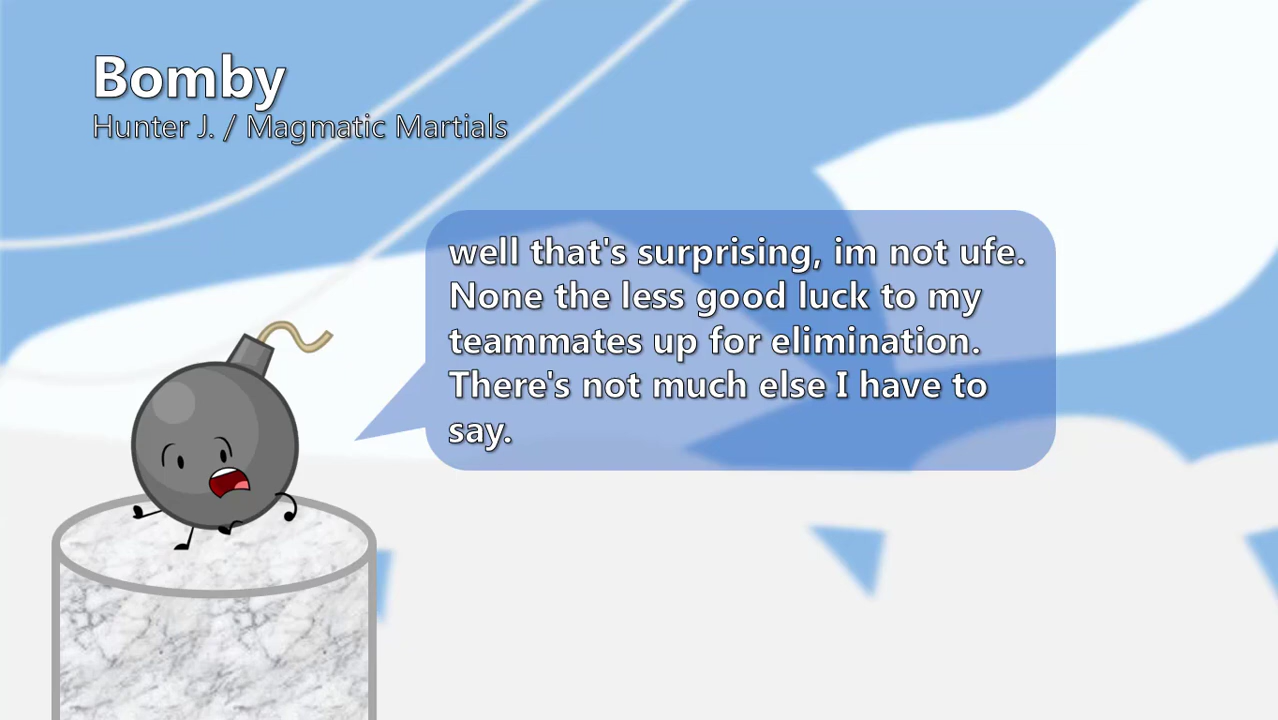 Bomby
Hunter J. / Magmatic Martials
well that's surprising, im not ufe.
None the less good luck to my
teammates up for elimination.
There's not much else I have to
say.